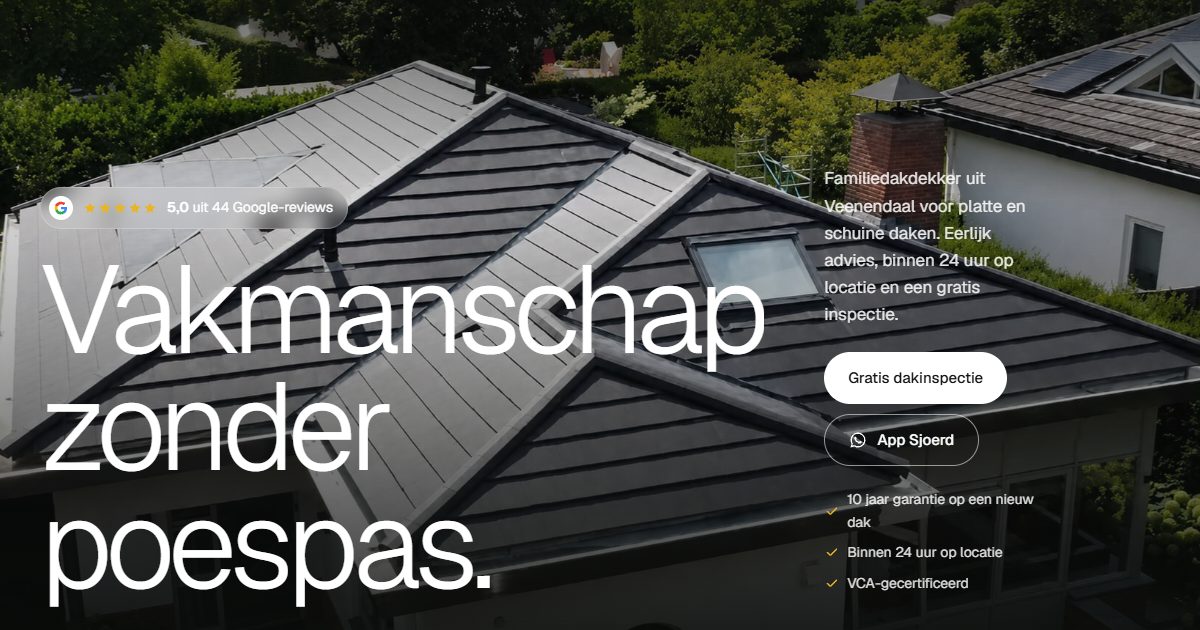 5,0 uit 44 Google-reviews
Vakmanschap
zonder
poespas.
Familiedakdekker uit
Veenendaal voor platte en
schuine daken. Eerlijk
advies, binnen 24 uur op
locatie en een gratis
inspectie.
Gratis dakinspectie
App Sjoerd
10 jaar garantie op een nieuw
dak
Binnen 24 uur op locatie
VCA-gecertificeerd